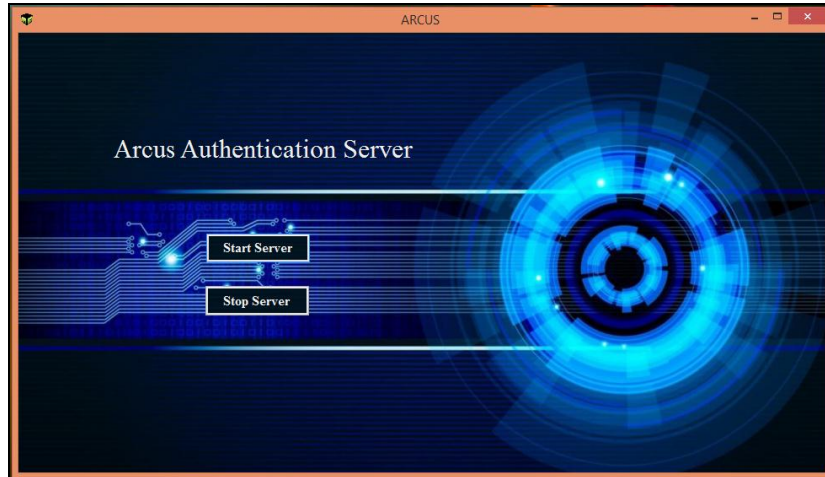 ARCUS
Arcus Authentication Server
Start Server
Stop Server